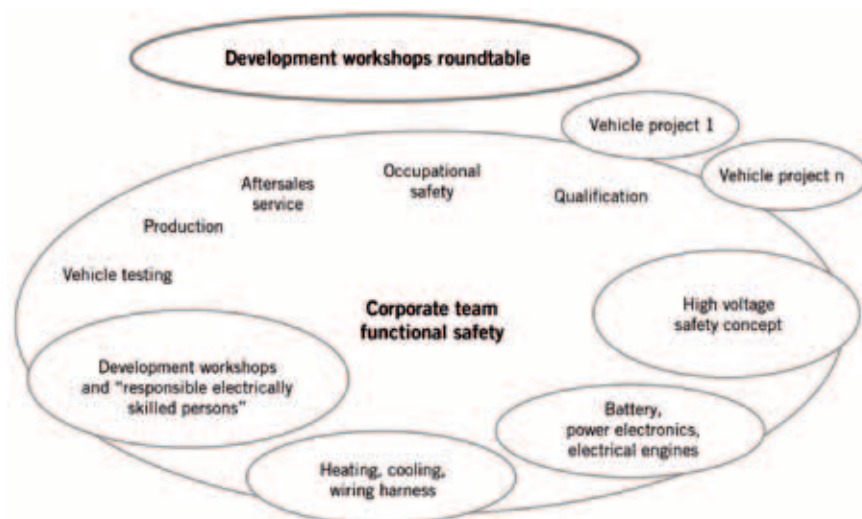 Development workshops roundtable
Vehicle project 1
Vehicle project n
Occupational
safety
Aftersales
service
Qualification
Production
Vehicle testing
Corporate team
functional safety
High voltage
safety concept
Development workshops
and “responsible electrically
skilled persons”
Battery,
power electronics,
electrical engines
Heating, cooling,
wiring harness